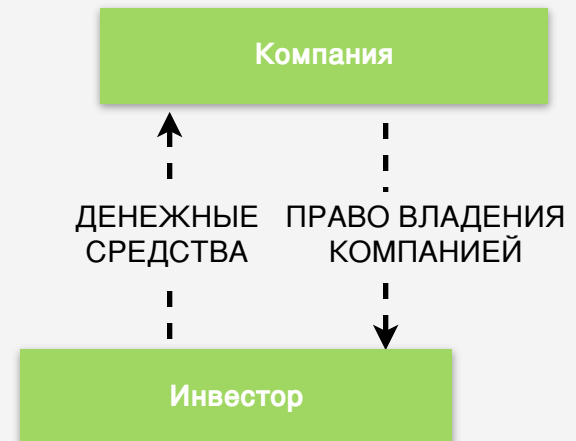 Компания
ДЕНЕЖНЫЕ
СРЕДСТВА
ПРАВО ВЛАДЕНИЯ
КОМПАНИЕЙ
Инвестор